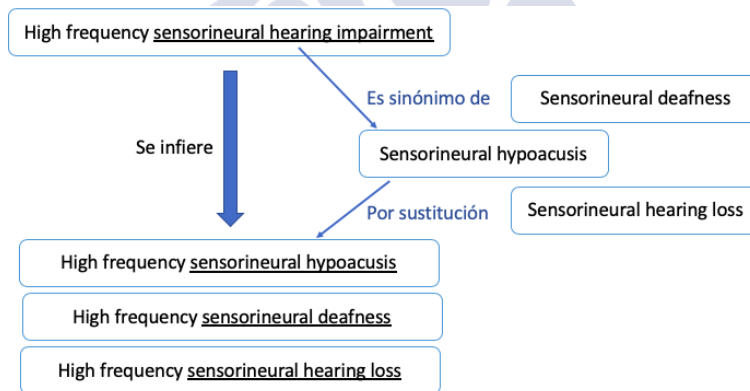 High frequency sensorineural hearing impairment
Es sinónimo de
Sensorineural deafness
Se infiere
Sensorineural hypoacusis
Por sustitución
Sensorineural hearing loss
High frequency sensorineural hypoacusis
High frequency sensorineural deafness
High frequency sensorineural hearing loss